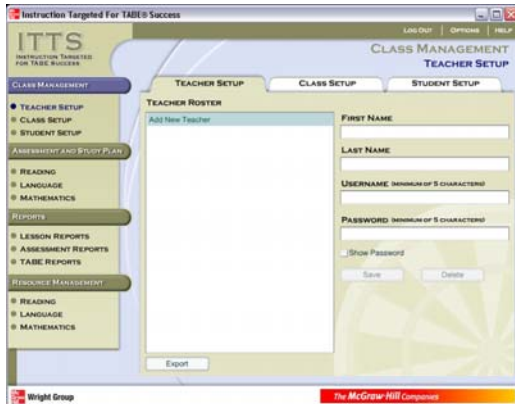 Instruction Targeted For TABE® Success
LOG OUT | OPTIONS | HELP
ITTS
INSTRUCTION TARGETED
FOR TABE SUCCESS
CLASS MANAGEMENT
TEACHER SETUP
CLASS MANAGEMENT
TEACHER SETUP
CLASS SETUP
STUDENT SETUP
ASSESSMENT AND STUDY PLAN
READING
LANGUAGE
MATHEMATICS
REPORTS
LESSON REPORTS
ASSESSMENT REPORTS
TABE REPORTS
RESOURCE MANAGEMENT
READING
LANGUAGE
MATHEMATICS
TEACHER SETUP
CLASS SETUP
STUDENT SETUP
TEACHER ROSTER
Add New Teacher
Export
FIRST NAME
LAST NAME
USERNAME (MINIMUM OF 5 CHARACTERS)
PASSWORD (MINIMUM OF 5 CHARACTERS)
Show Password
Save
Delete
Wright Group
The McGraw-Hill Companies